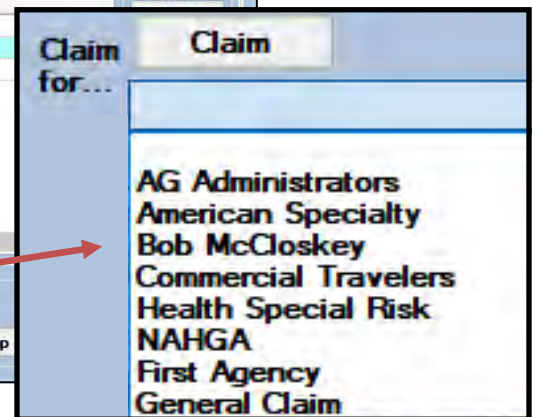 Claim for...
Claim
AG Administrators
American Specialty
Bob McCloskey
Commercial Travelers
Health Special Risk
NAHGA
First Agency
General Claim